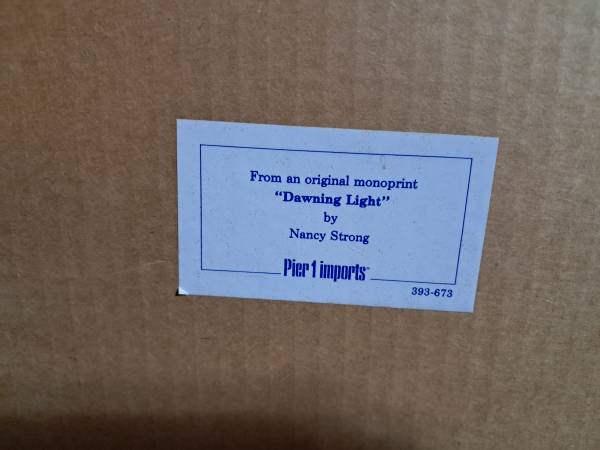 From an original monoprint
“Dawning Light”
by
Nancy Strong
Pier 1 imports®
393-673